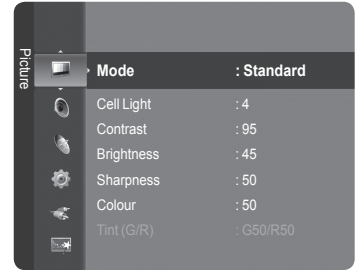 Picture
Mode : Standard
Cell Light : 4
Contrast : 95
Brightness : 45
Sharpness : 50
Colour : 50
Tint (G/R) : G50/R50